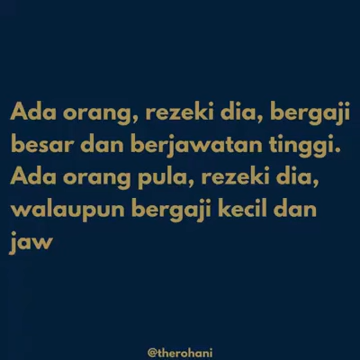 Ada orang, rezeki dia, bergaji
besar dan berjawatan tinggi.
Ada orang pula, rezeki dia,
walaupun bergaji kecil dan
jaw
@therohani